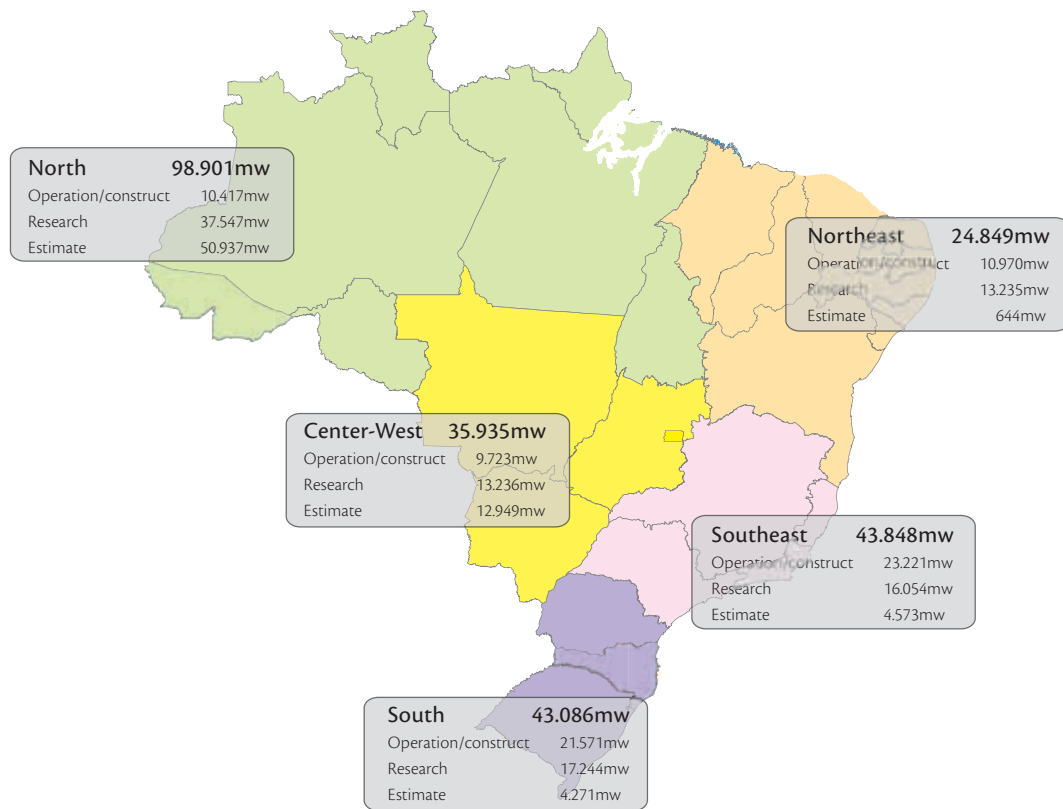 North 98.901mw
Operation/construct 10.417mw
Research 37.547mw
Estimate 50.937mw
Northeast 24.849mw
Operation/construct 10.970mw
Research 13.235mw
Estimate 644mw
Center-West 35.935mw
Operation/construct 9.723mw
Research 13.236mw
Estimate 12.949mw
Southeast 43.848mw
Operation/construct 23.221mw
Research 16.054mw
Estimate 4.573mw
South 43.086mw
Operation/construct 21.571mw
Research 17.244mw
Estimate 4.271mw